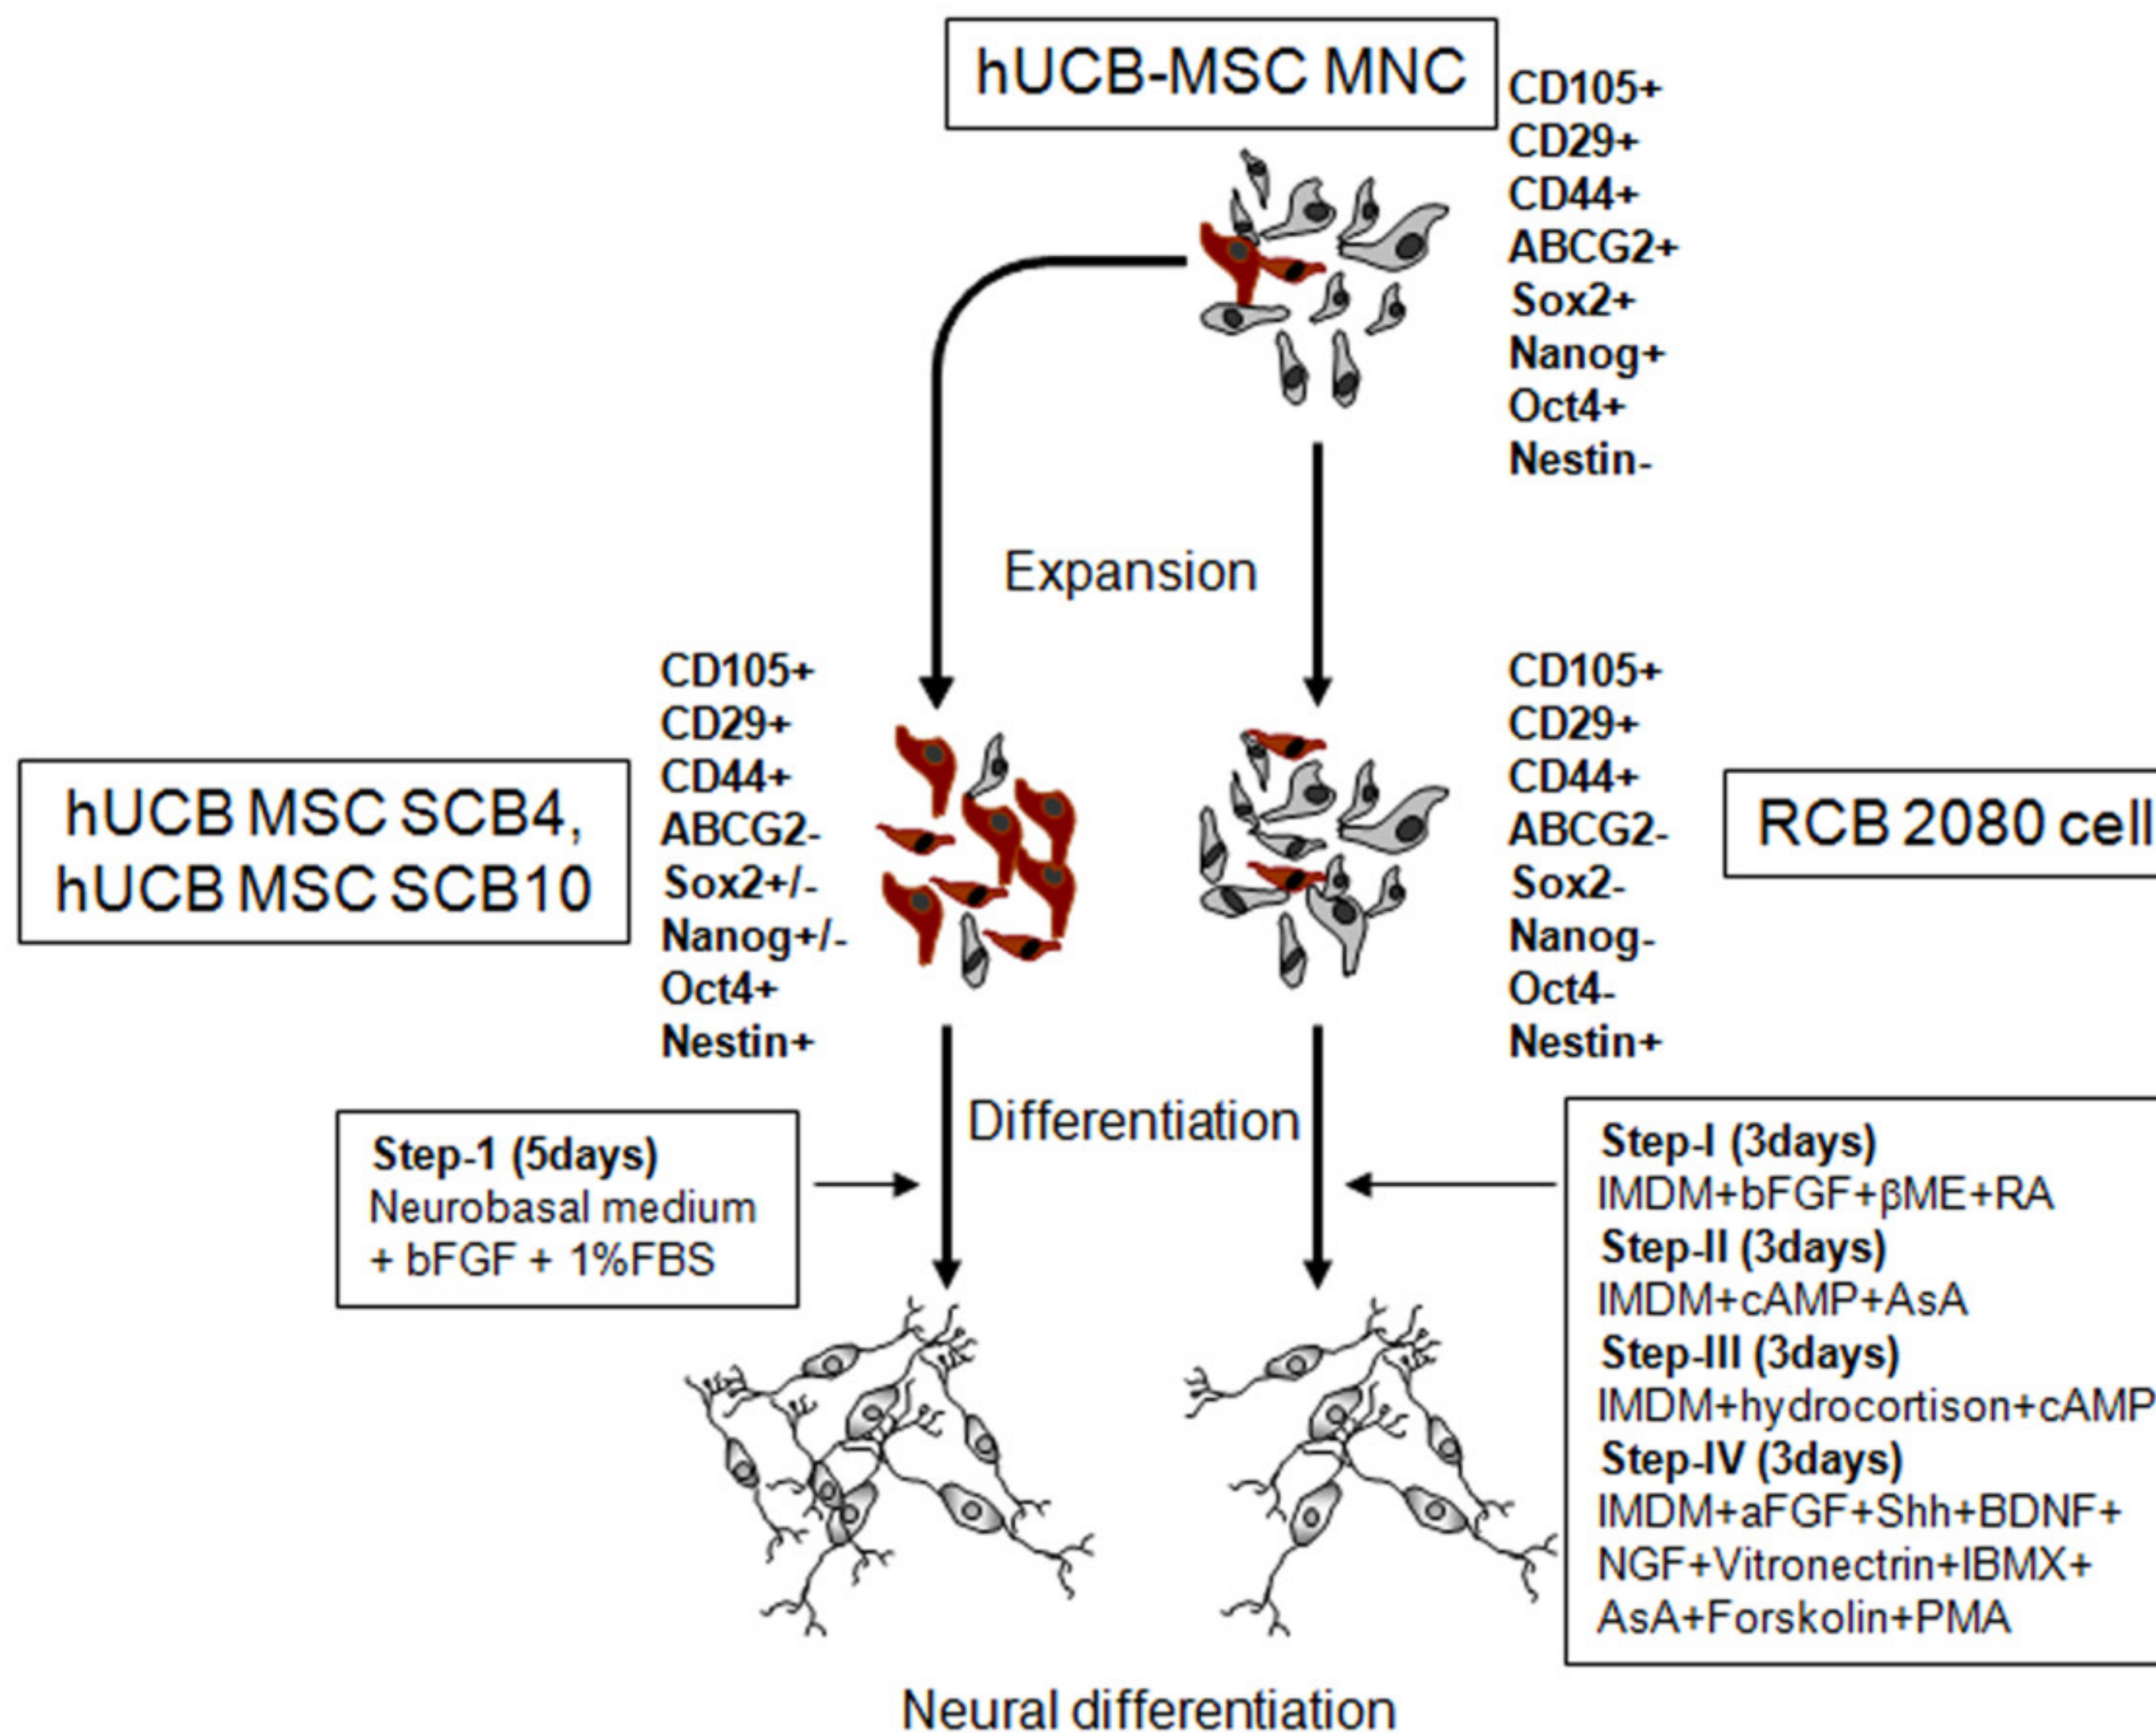 hUCB-MSC MNC
CD105+
CD29+
CD44+
ABCG2+
Sox2+
Nanog+
Oct4+
Nestin-
Expansion
CD105+
CD29+
CD44+
ABCG2-
Sox2+/-
Nanog+/-
Oct4+
Nestin+
hUCB MSC SCB4,
hUCB MSC SCB10
CD105+
CD29+
CD44+
ABCG2-
Sox2-
Nanog-
Oct4-
Nestin+
RCB 2080 cell
Differentiation
Step-1 (5days)
Neurobasal medium
+ bFGF + 1%FBS
Step-I (3days)
IMDM+bFGF+βME+RA
Step-II (3days)
IMDM+cAMP+AsA
Step-III (3days)
IMDM+hydrocortison+cAMP
Step-IV (3days)
IMDM+aFGF+Shh+BDNF+
NGF+Vitronectrin+IBMX+
AsA+Forskolin+PMA
Neural differentiation